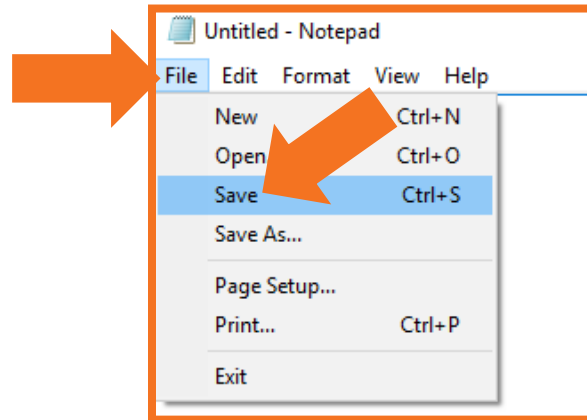 Untitled - Notepad
File Edit Format View Help
New Ctrl+N
Open Ctrl+O
Save Ctrl+S
Save As...
Page Setup...
Print... Ctrl+P
Exit